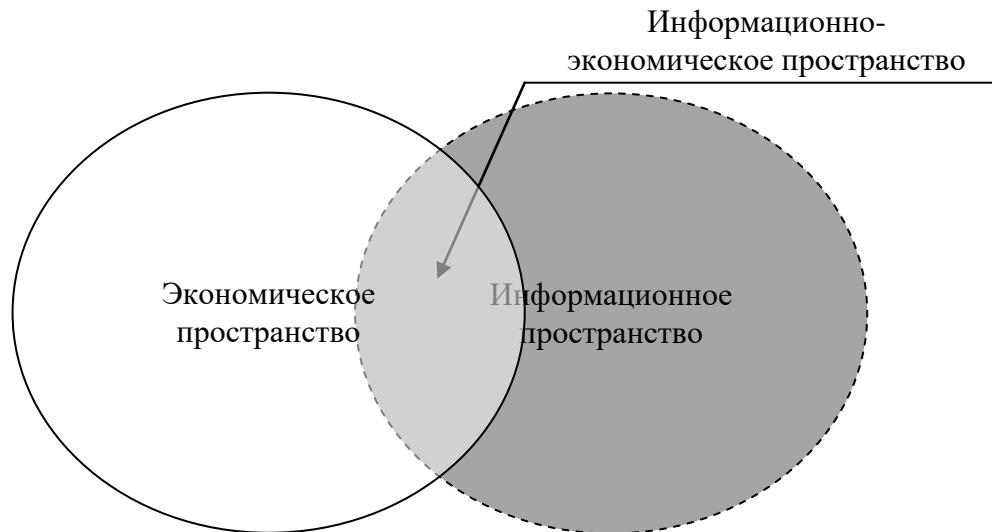 Информационно-
экономическое пространство
Экономическое
пространство
Информационное
пространство